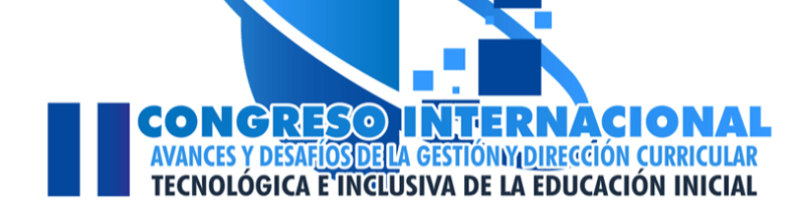 II CONGRESO INTERNACIONAL
AVANCES Y DESAFÍOS DE LA GESTIÓN Y DIRECCIÓN CURRICULAR
TECNOLÓGICA E INCLUSIVA DE LA EDUCACIÓN INICIAL